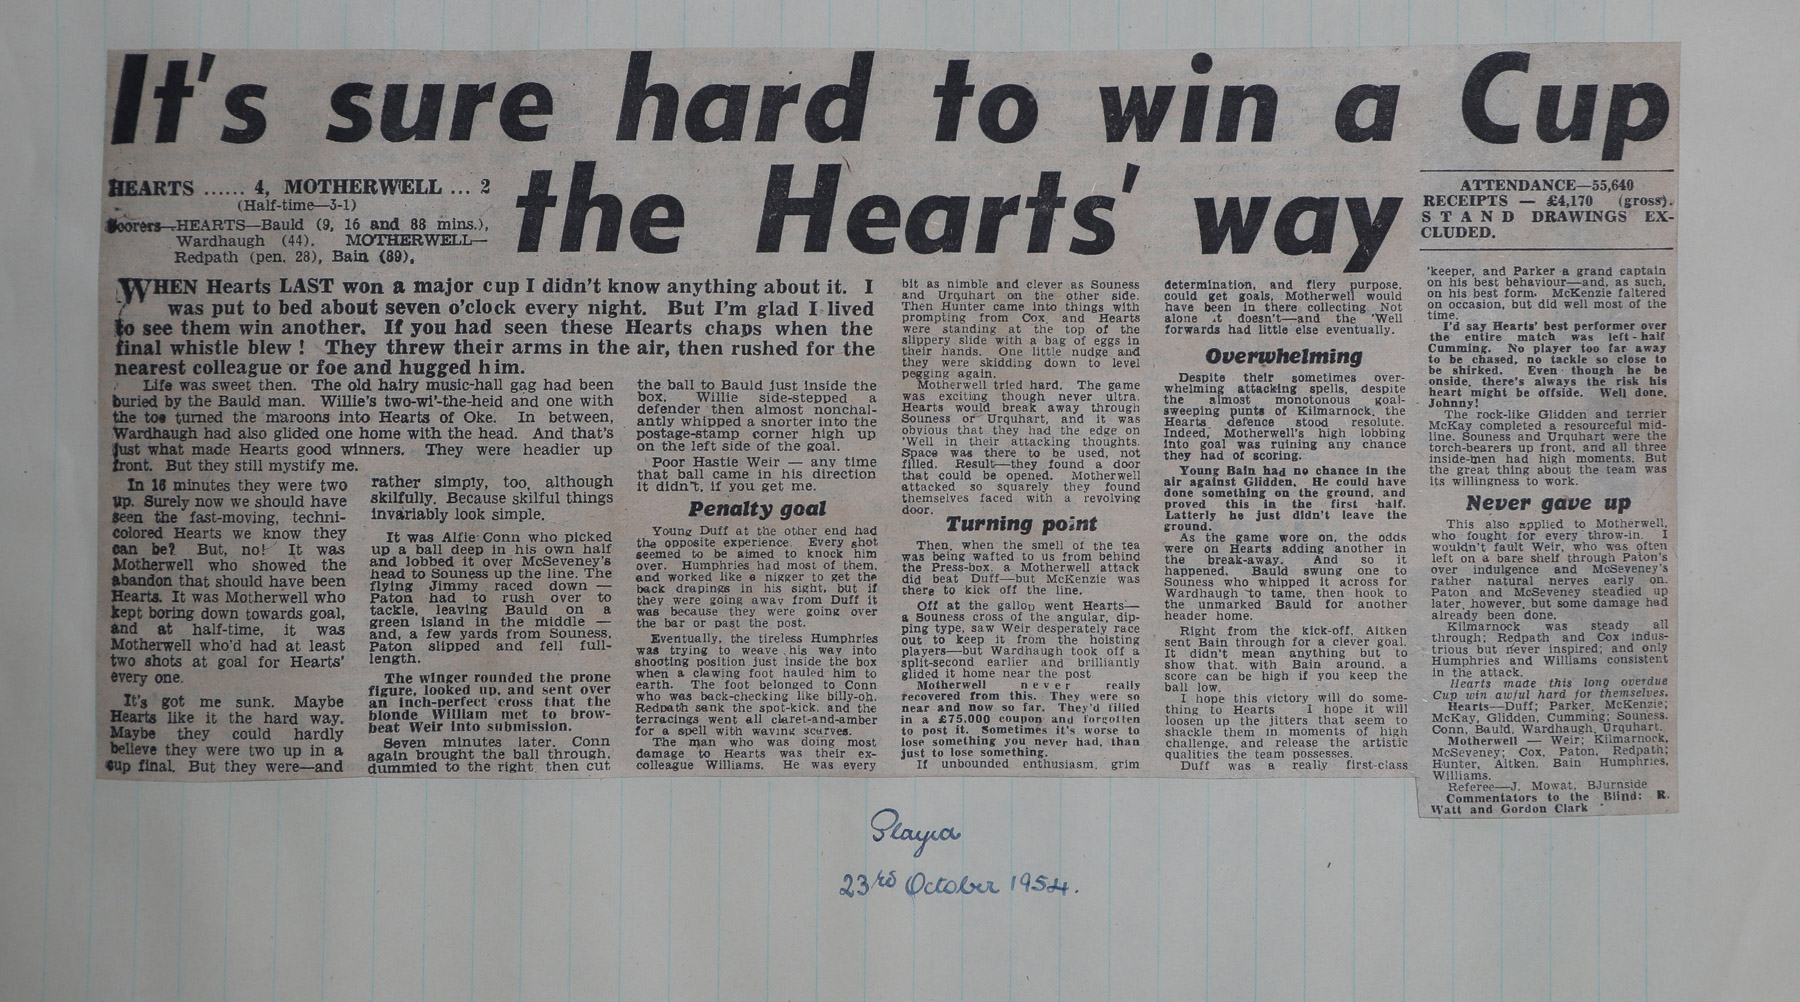 It's sure hard to win a Cup
the Hearts' way
HEARTS ...... 4, MOTHERWELL ... 2
(Half-time—3-1)
Scorers—HEARTS—Bauld (9, 16 and 88 mins.),
Wardhaugh (44). MOTHERWELL—
Redpath (pen. 28), Bain (89).
ATTENDANCE—55,640
RECEIPTS — £4,170 (gross).
STAND DRAWINGS EX-
CLUDED.
WHEN Hearts LAST won a major cup I didn't know anything about it. I
was put to bed about seven o'clock every night. But I'm glad I lived
to see them win another. If you had seen these Hearts chaps when the
final whistle blew ! They threw their arms in the air, then rushed for the
nearest colleague or foe and hugged him.
Life was sweet then. The old hairy music-hall gag had been
buried by the Bauld man. Willie's two-wi'-the-heid and one with
the toe turned the maroons into Hearts of Oke. In between,
Wardhaugh had also glided one home with the head. And that's
just what made Hearts good winners. They were headier up
front. But they still mystify me.
In 16 minutes they were two
up. Surely now we should have
seen the fast-moving, techni-
colored Hearts we know they
can be? But, no! It was
Motherwell who showed the
abandon that should have been
Hearts. It was Motherwell who
kept boring down towards goal,
and at half-time, it was
Motherwell who'd had at least
two shots at goal for Hearts'
every one.
It's got me sunk. Maybe
Hearts like it the hard way.
Maybe they could hardly
believe they were two up in a
cup final. But they were—and
rather simply, too, although
skilfully. Because skilful things
invariably look simple.
It was Alfie Conn who picked
up a ball deep in his own half
and lobbed it over McSeveney's
head to Souness up the line. The
flying Jimmy raced down —
Paton had to rush over to
tackle, leaving Bauld on a
green island in the middle —
and, a few yards from Souness,
Paton slipped and fell full-
length.
The winger rounded the prone
figure, looked up, and sent over
an inch-perfect cross that the
blonde William met to brow-
beat Weir into submission.
Seven minutes later, Conn
again brought the ball through,
dummied to the right, then cut
the ball to Bauld just inside the
box. Willie side-stepped a
defender then almost nonchal-
antly whipped a snorter into the
postage-stamp corner high up
on the left side of the goal.
Poor Hastie Weir — any time
that ball came in his direction
it didn't, if you get me.
Penalty goal
Young Duff at the other end had
the opposite experience. Every shot
seemed to be aimed to knock him
over. Humphries had most of them,
and worked like a nigger to get the
back drapings in his sight, but if
they were going away from Duff it
was because they were going over
the bar or past the post.
Eventually, the tireless Humphries
was trying to weave his way into
shooting position just inside the box
when a clawing foot hauled him to
earth. The foot belonged to Conn
who was back-checking like billy-oh.
Redpath sank the spot-kick, and the
terracings went all claret-and-amber
for a spell with waving scarves.
The man who was doing most
damage to Hearts was their ex-
colleague Williams. He was every
bit as nimble and clever as Souness
and Urquhart on the other side.
Then Hunter came into things with
prompting from Cox, and Hearts
were standing at the top of the
slippery slide with a bag of eggs in
their hands. One little nudge and
they were skidding down to level
pegging again.
Motherwell tried hard. The game
was exciting though never ultra.
Hearts would break away through
Souness or Urquhart, and it was
obvious that they had the edge on
'Well in their attacking thoughts.
Space was there to be used, not
filled. Result—they found a door
that could be opened. Motherwell
attacked so squarely they found
themselves faced with a revolving
door.
Turning point
Then, when the smell of the tea
was being wafted to us from behind
the Press-box, a Motherwell attack
did beat Duff—but McKenzie was
there to kick off the line.
Off at the gallop went Hearts—
a Souness cross of the angular, dip-
ping type, saw Weir desperately race
out to keep it from the hoisting
players—but Wardhaugh took off a
split-second earlier and brilliantly
glided it home near the post
Motherwell never really
recovered from this. They were so
near and now so far. They'd filled
in a £75,000 coupon and forgotten
to post it. Sometimes it's worse to
lose something you never had, than
just to lose something.
If unbounded enthusiasm, grim
determination, and fiery purpose,
could get goals, Motherwell would
have been in there collecting. Not
alone it doesn't—and the 'Well
forwards had little else eventually.
Overwhelming
Despite their sometimes over-
whelming attacking spells, despite
the almost monotonous goal-
sweeping punts of Kilmarnock, the
Hearts defence stood resolute.
Indeed, Motherwell's high lobbing
into goal was ruining any chance
they had of scoring.
Young Bain had no chance in the
air against Glidden. He could have
done something on the ground, and
proved this in the first half.
Latterly he just didn't leave the
ground.
As the game wore on, the odds
were on Hearts adding another in
the break-away. And so it
happened. Bauld swung one to
Souness who whipped it across for
Wardhaugh to tame, then hook to
the unmarked Bauld for another
header home.
Right from the kick-off, Aitken
sent Bain through for a clever goal.
It didn't mean anything but to
show that, with Bain around, a
score can be high if you keep the
ball low.
I hope this victory will do some-
thing to Hearts I hope it will
loosen up the jitters that seem to
shackle them in moments of high
challenge, and release the artistic
qualities the team possesses.
Duff was a really first-class
'keeper, and Parker a grand captain
on his best behaviour—and, as such,
on his best form. McKenzie faltered
on occasion, but did well most of the
time.
I'd say Hearts' best performer over
the entire match was left-half
Cumming. No player too far away
to be chased, no tackle so close to
be shirked. Even though he be
onside, there's always the risk his
heart might be offside. Well done,
Johnny!
The rock-like Glidden and terrier
McKay completed a resourceful mid-
line. Souness and Urquhart were the
torch-bearers up front, and all three
inside-men had high moments. But
the great thing about the team was
its willingness to work.
Never gave up
This also applied to Motherwell,
who fought for every throw-in. I
wouldn't fault Weir, who was often
left on a bare shelf through Paton's
over indulgence and McSeveney's
rather natural nerves early on.
Paton and McSeveney steadied up
later, however, but some damage had
already been done.
Kilmarnock was steady all
through; Redpath and Cox indus-
trious but never inspired; and only
Humphries and Williams consistent
in the attack.
Hearts made this long overdue
Cup win awful hard for themselves.
Hearts—Duff; Parker, McKenzie;
McKay, Glidden, Cumming; Souness,
Conn, Bauld, Wardhaugh, Urquhart.
Motherwell — Weir; Kilmarnock,
McSeveney; Cox, Paton, Redpath;
Hunter, Aitken, Bain Humphries,
Williams.
Referee—J. Mowat, BJurnside
Commentators to the Blind: R.
Watt and Gordon Clark
Played
23rd October 1954.